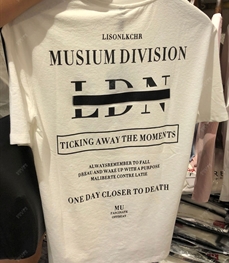 LISONLKCHR
MUSIUM DIVISION
LDN
TICKING AWAY THE MOMENTS
ALWAYSREMEMBER TO FALL
DREAU AND WAKE UP WITH A PURPOSE
MALIBERTE CONTRE LATIE
ONE DAY CLOSER TO DEATH
MU